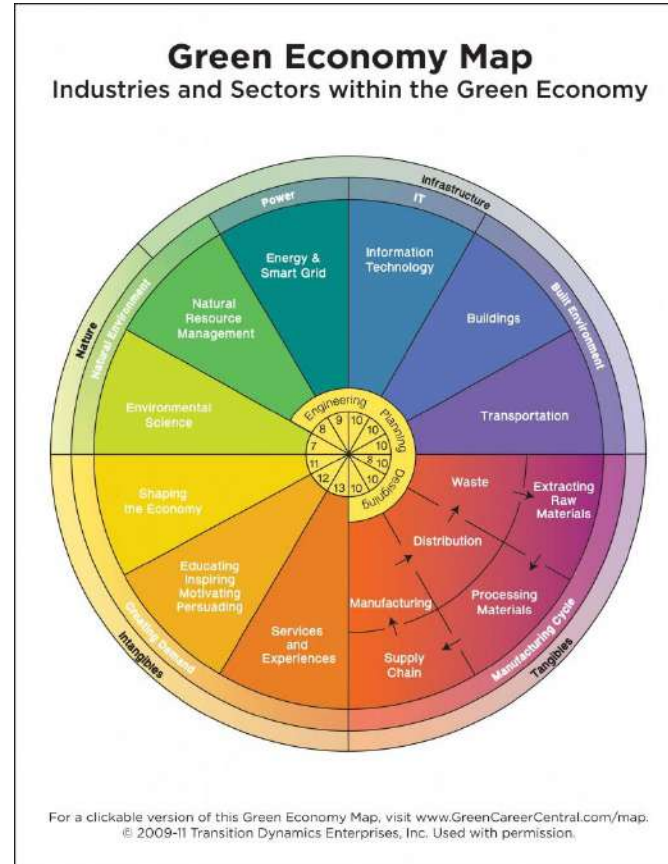 Green Economy Map
Industries and Sectors within the Green Economy
Infrastructure
Power
IT
Nature
Natural Environment
Built Environment
Energy &
Smart Grid
Information
Technology
Natural
Resource
Management
Buildings
Environmental
Science
Transportation
Engineering
Planning
Designing
9
10
8
10
7
10
11
8
10
12
10
13
10
10
Shaping
the Economy
Waste
Extracting
Raw
Materials
Distribution
Educating
Inspiring
Motivating
Persuading
Manufacturing
Processing
Materials
Services
and
Experiences
Supply
Chain
Creating Demand
Intangibles
Manufacturing Cycle
Tangibles
For a clickable version of this Green Economy Map, visit www.GreenCareerCentral.com/map.
© 2009-11 Transition Dynamics Enterprises, Inc. Used with permission.